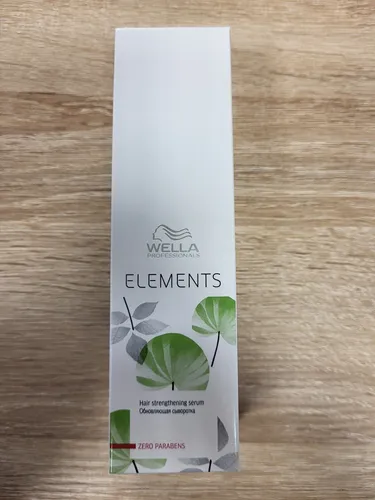 WELLA
PROFESSIONALS
ELEMENTS
Hair strengthening serum
Обновляющая сыворотка
ZERO PARABENS